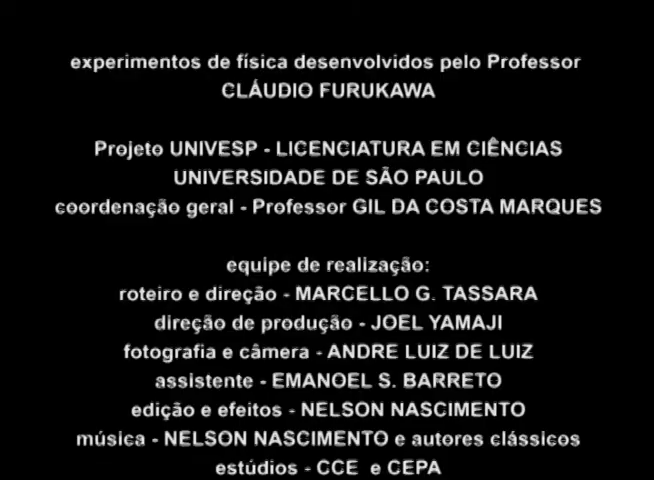 experimentos de física desenvolvidos pelo Professor
CLÁUDIO FURUKAWA
Projeto UNIVESP - LICENCIATURA EM CIÊNCIAS
UNIVERSIDADE DE SÃO PAULO
coordenação geral - Professor GIL DA COSTA MARQUES
equipe de realização:
roteiro e direção - MARCELLO G. TASSARA
direção de produção - JOEL YAMAJI
fotografia e câmera - ANDRE LUIZ DE LUIZ
assistente - EMANOEL S. BARRETO
edição e efeitos - NELSON NASCIMENTO
música - NELSON NASCIMENTO e autores clássicos
estúdios - CCE e CEPA